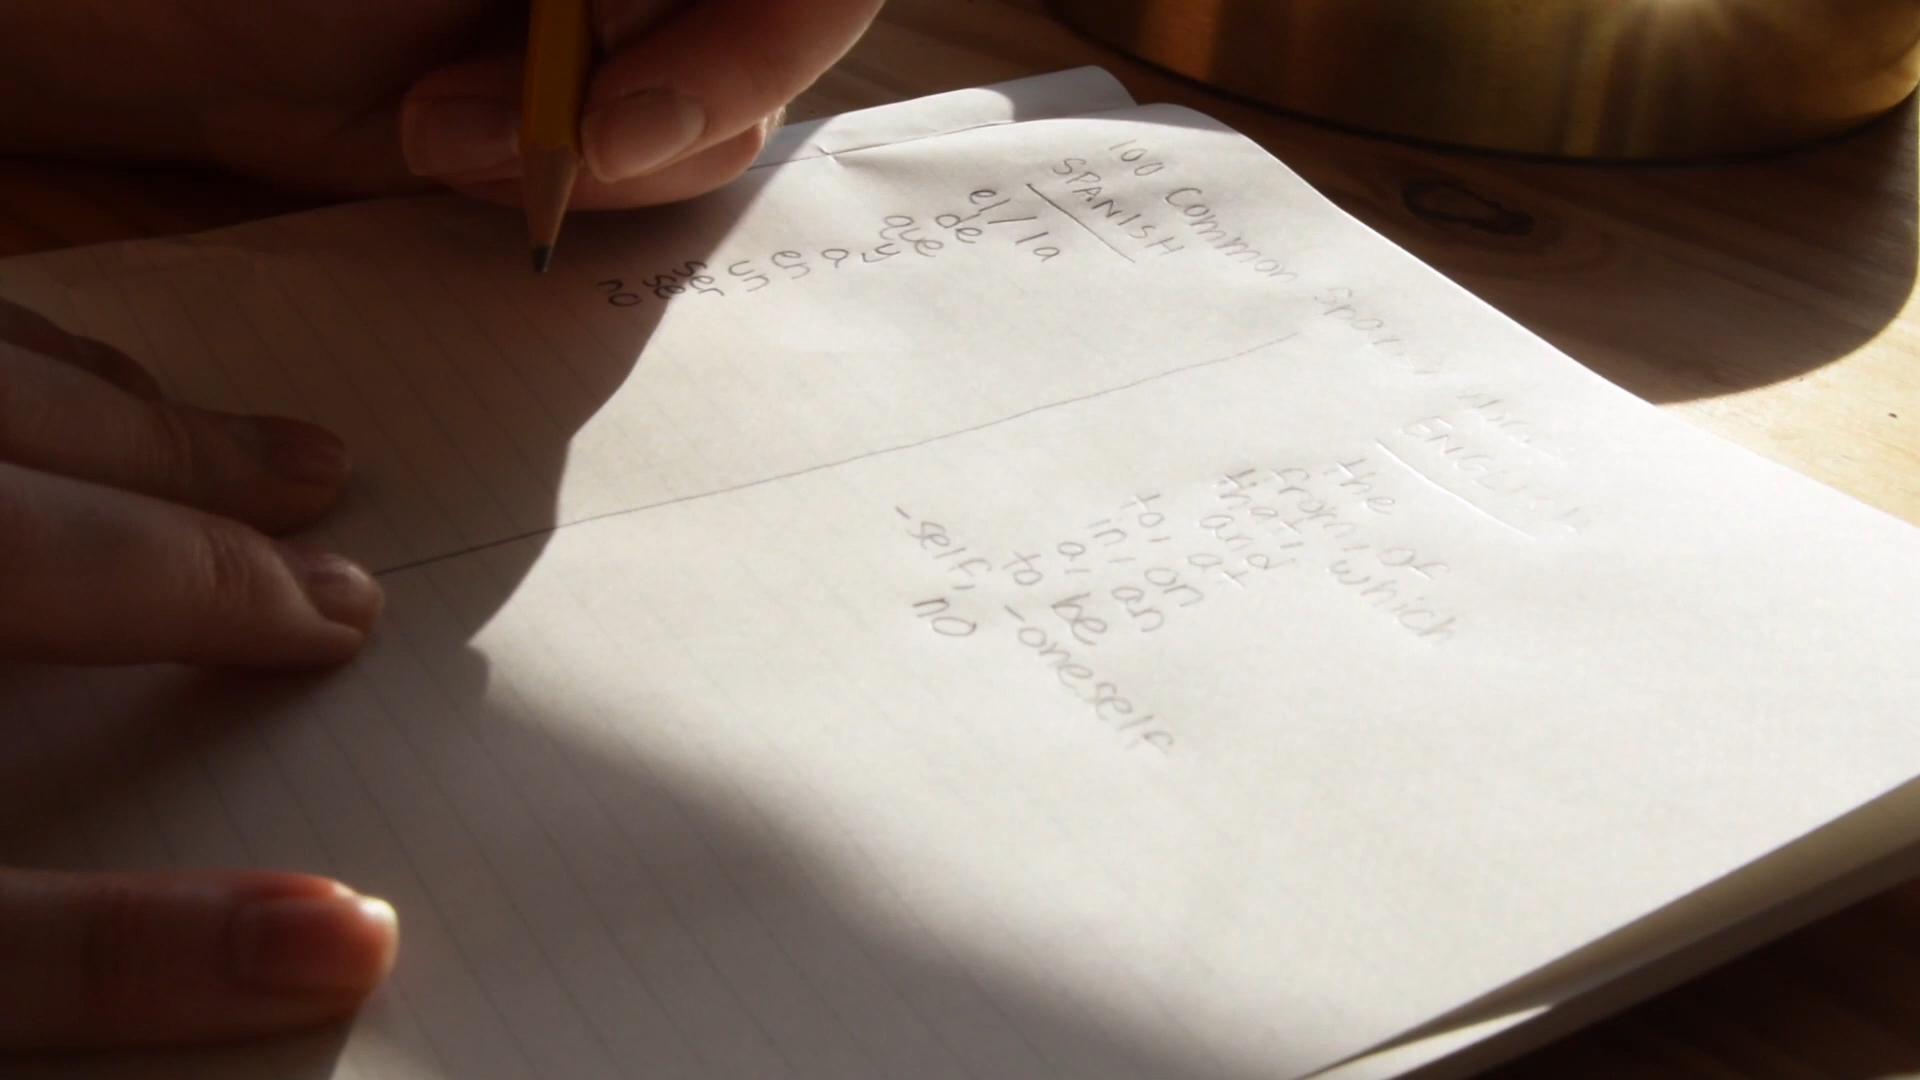 100 Common Spanish Words
SPANISH ENGLISH
el/la the
de from, of
que that, which
y and
a to, at
en in, on
un a, an
ser to be
se -self, -oneself
no no